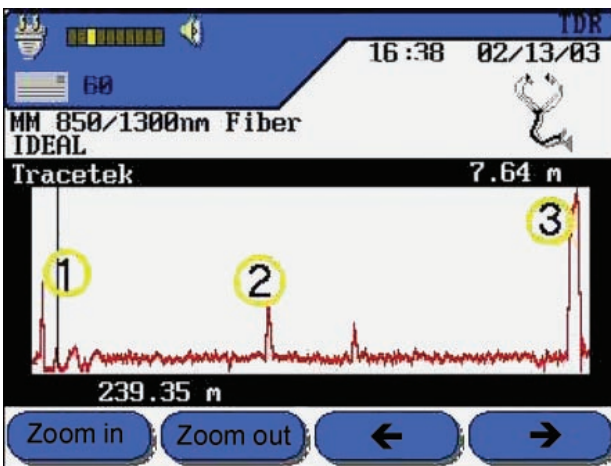 TDR
16:38 02/13/03
60
MM 850/1300nm Fiber
IDEAL
Tracetek 7.64 m
1 2 3
239.35 m
Zoom in Zoom out ← →